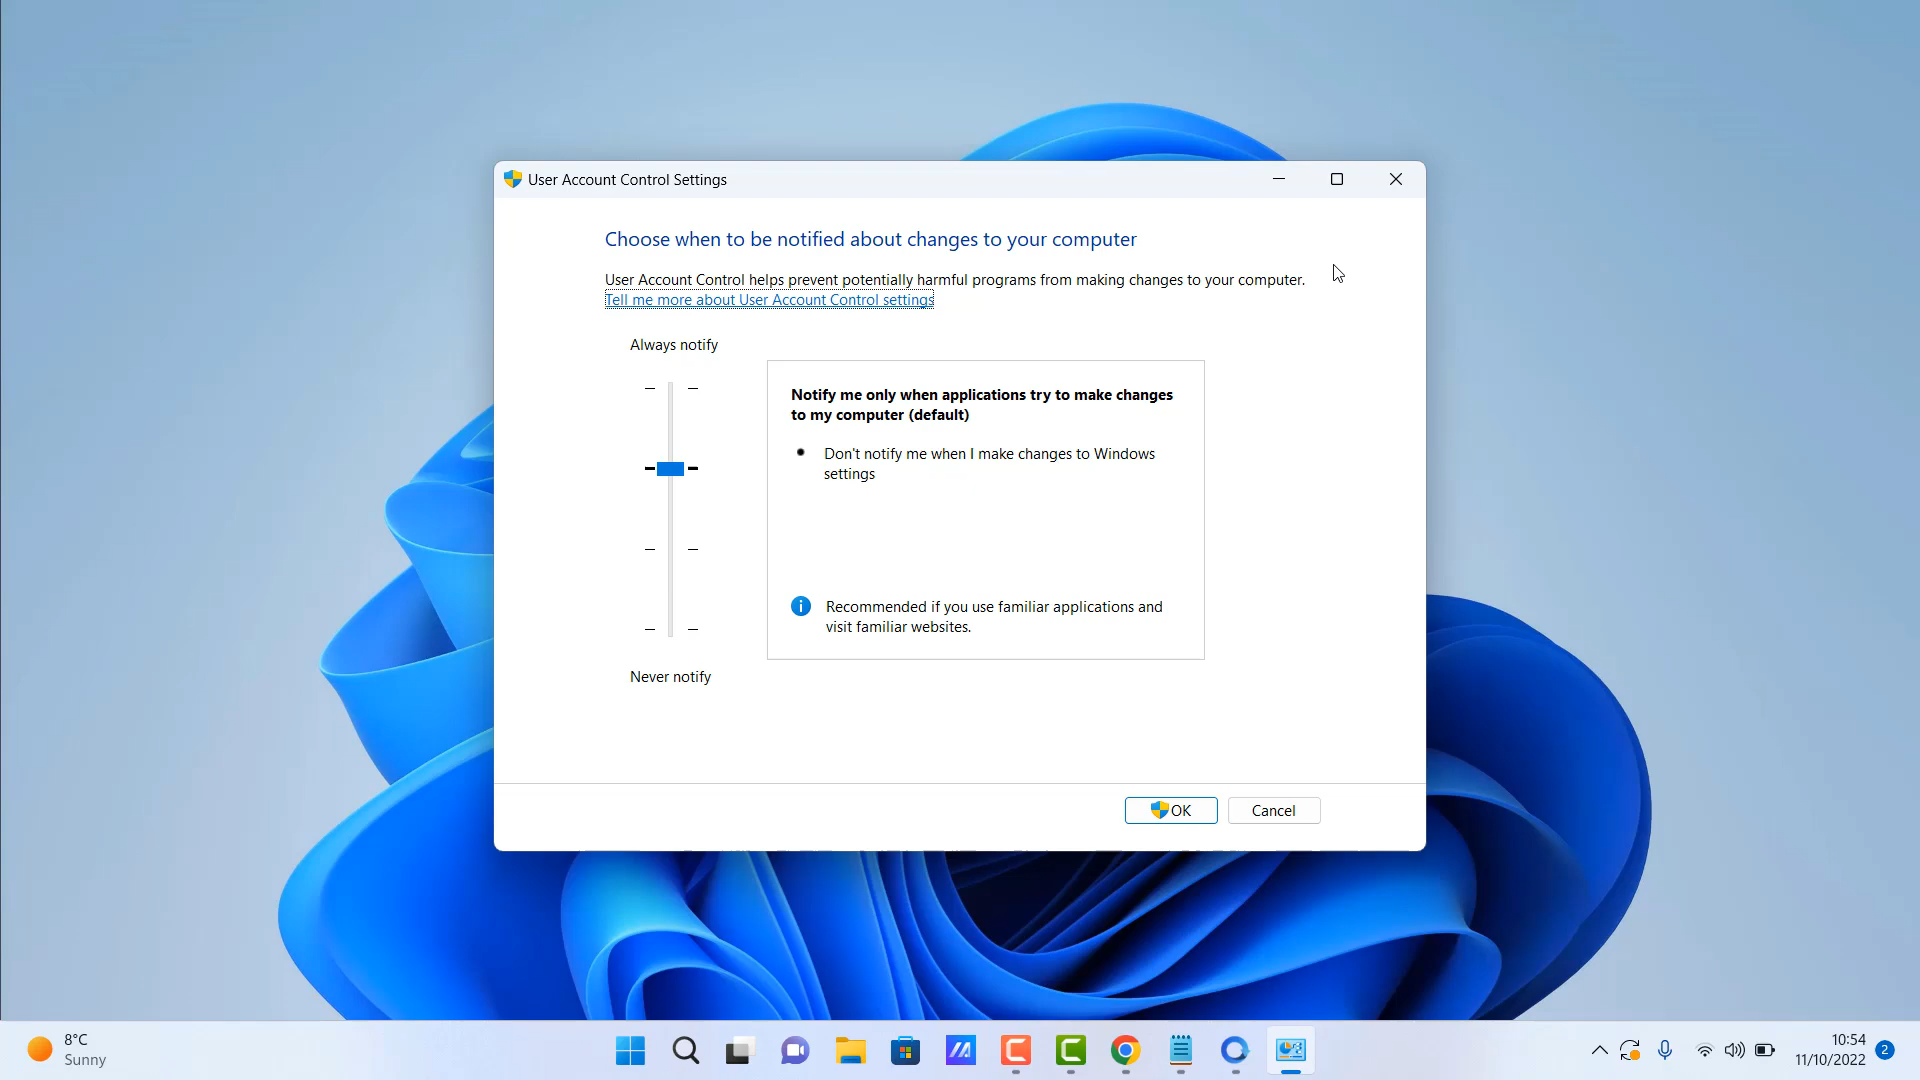 User Account Control Settings
Choose when to be notified about changes to your computer
User Account Control helps prevent potentially harmful programs from making changes to your computer.
Tell me more about User Account Control settings
Always notify
Notify me only when applications try to make changes
to my computer (default)
Don't notify me when I make changes to Windows
settings
Recommended if you use familiar applications and
visit familiar websites.
Never notify
OK
Cancel
8°C
Sunny
10:54
11/10/2022
2